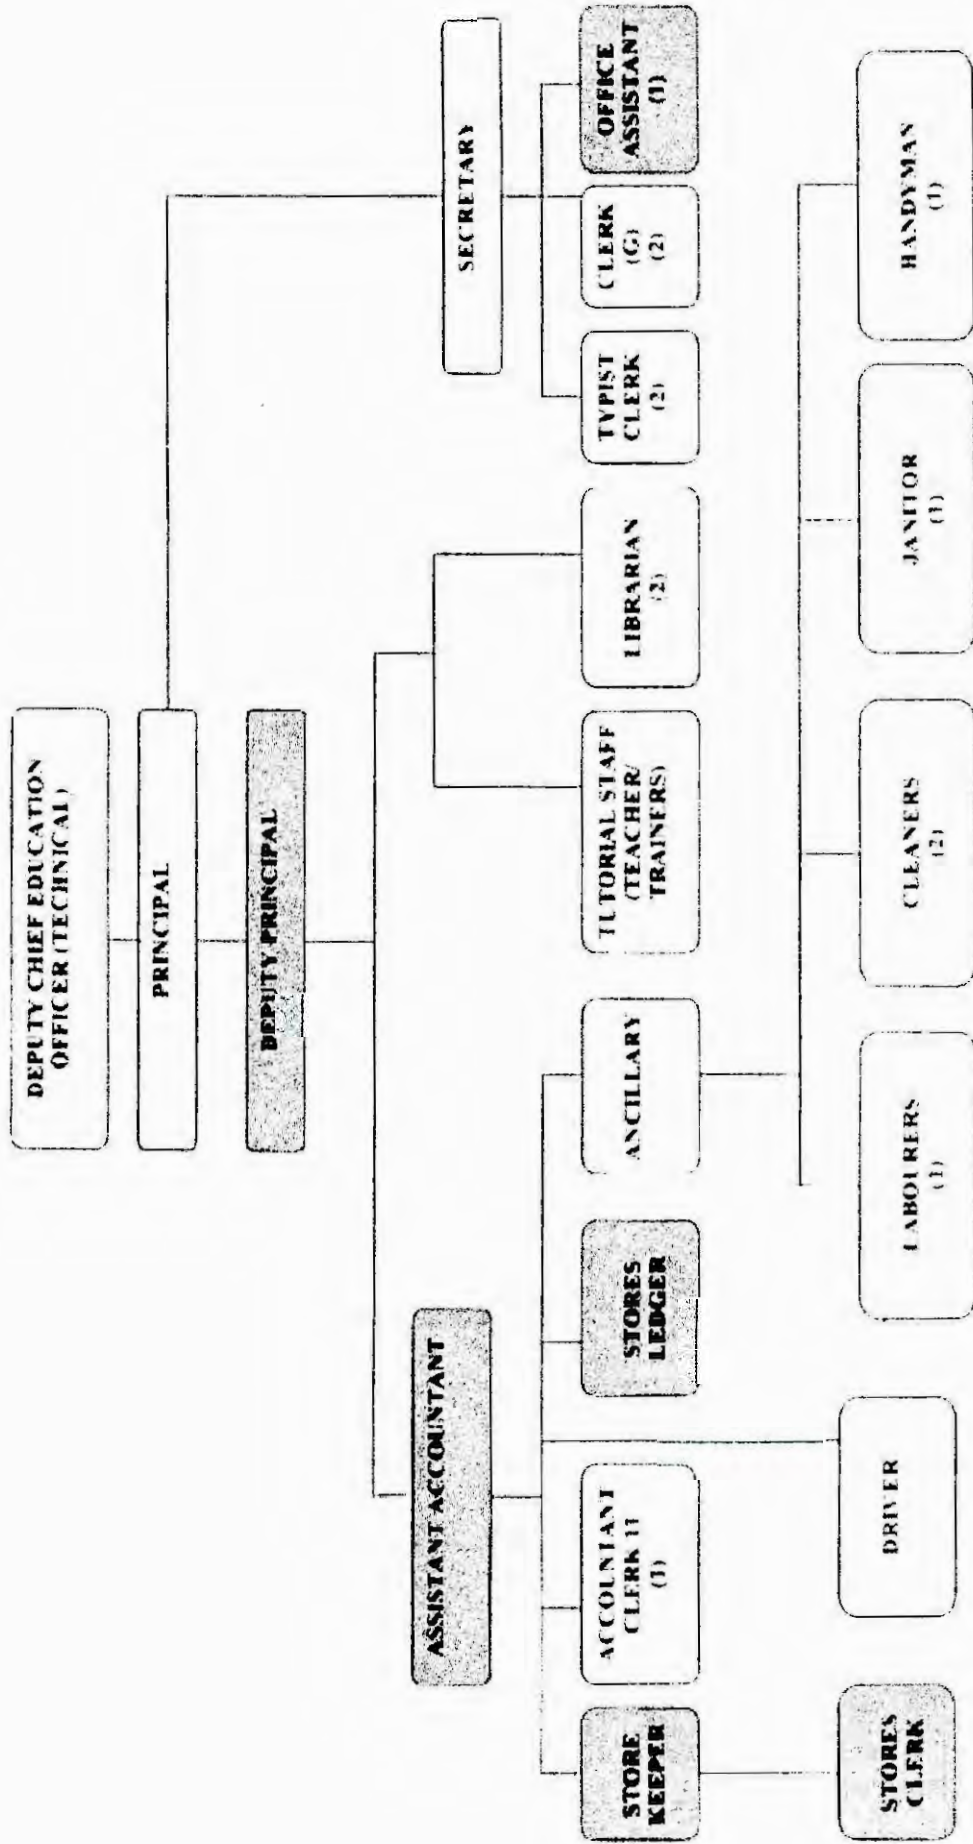 DEPUTY CHIEF EDUCATION
OFFICER (TECHNICAL)
PRINCIPAL
DEPUTY PRINCIPAL
SECRETARY
ASSISTANT ACCOUNTANT
STORE
KEEPER
ACCOUNTANT
CLERK 11
(1)
STORES
LEDGER
ANCILLARY
TUTORIAL STAFF
(TEACHER/
TRAINERS)
LIBRARIAN
(2)
TYPIST
CLERK
(2)
CLERK
(G)
(2)
OFFICE
ASSISTANT
(1)
STORES
CLERK
DRIVER
LABOURERS
(1)
CLEANERS
(2)
JANITOR
(1)
HANDYMAN
(1)